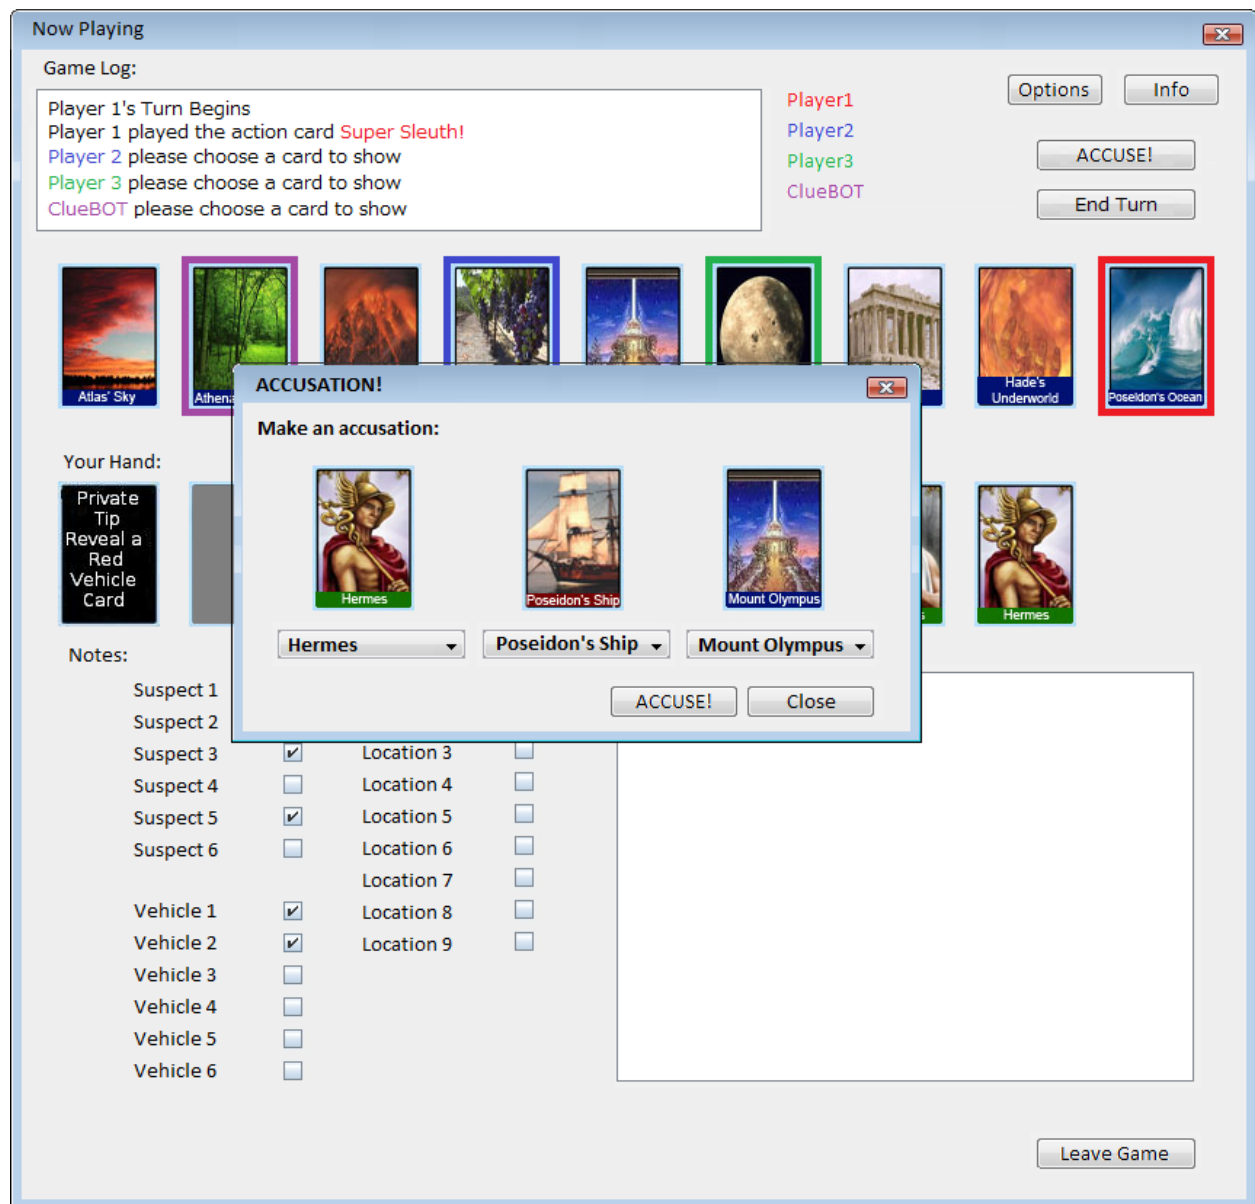 Now Playing
Game Log:
Player 1's Turn Begins
Player 1 played the action card Super Sleuth!
Player 2 please choose a card to show
Player 3 please choose a card to show
ClueBOT please choose a card to show
Player1
Player2
Player3
ClueBOT
Options
Info
ACCUSE!
End Turn
Atlas' Sky
Hade's
Underworld
Poseidon's Ocean
ACCUSATION!
Make an accusation:
Hermes
Poseidon's Ship
Mount Olympus
Hermes
Poseidon's Ship
Mount Olympus
ACCUSE!
Close
Your Hand:
Private
Tip
Reveal a
Red
Vehicle
Card
Hermes
Notes:
Suspect 1
Suspect 2
Suspect 3
Suspect 4
Suspect 5
Suspect 6
Vehicle 1
Vehicle 2
Vehicle 3
Vehicle 4
Vehicle 5
Vehicle 6
Location 3
Location 4
Location 5
Location 6
Location 7
Location 8
Location 9
Leave Game